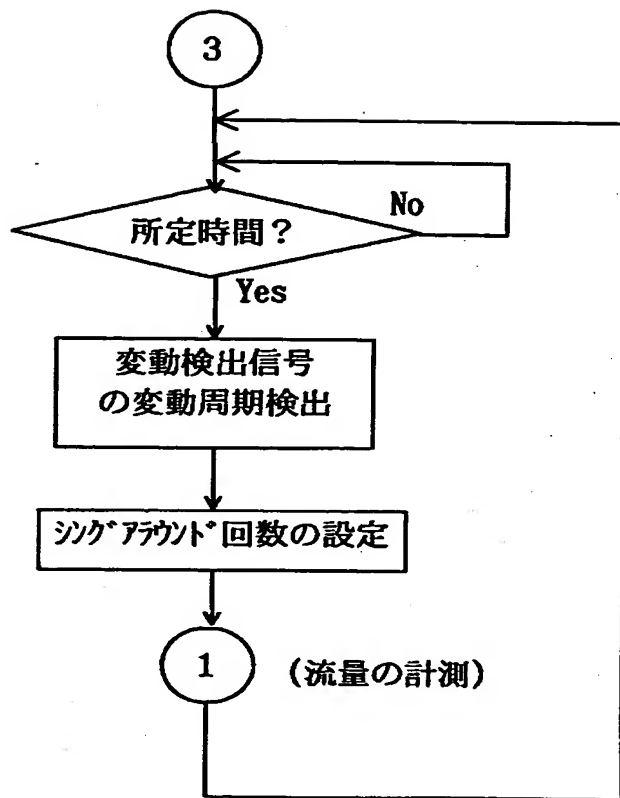 3
所定時間?
No
Yes
変動検出信号
の変動周期検出
シングアラウンド回数の設定
1
(流量の計測)